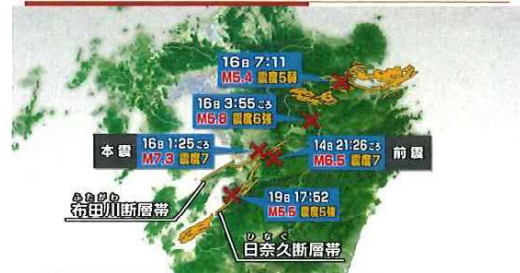 16日 7:11
M5.4 震度5弱
16日 3:55ごろ
M5.8 震度6強
本震
16日 1:25ごろ
M7.3 震度7
14日 21:26ごろ
M6.5 震度7
前震
19日 17:52
M5.5 震度5強
ふたがわ
布田川断層帯
ひなぐ
日奈久断層帯